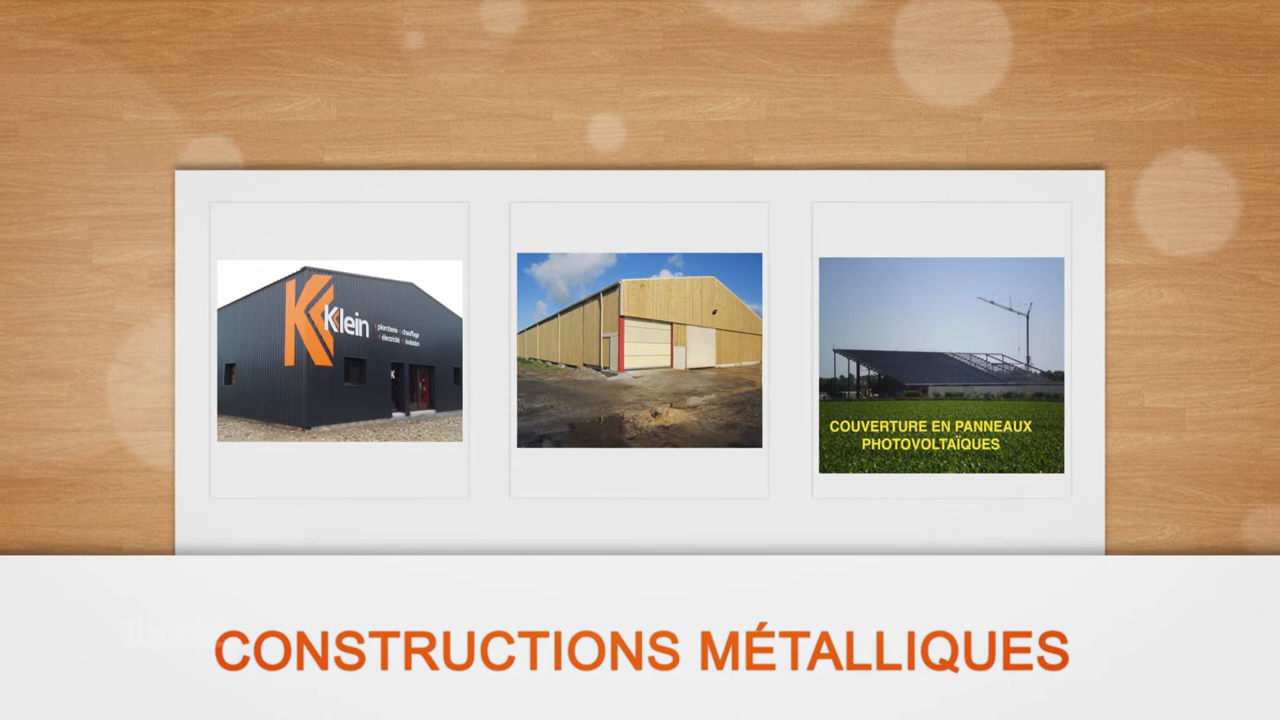 Klein
plomberie chauffage
électricité isolation
COUVERTURE EN PANNEAUX
PHOTOVOLTAÏQUES
CONSTRUCTIONS MÉTALLIQUES